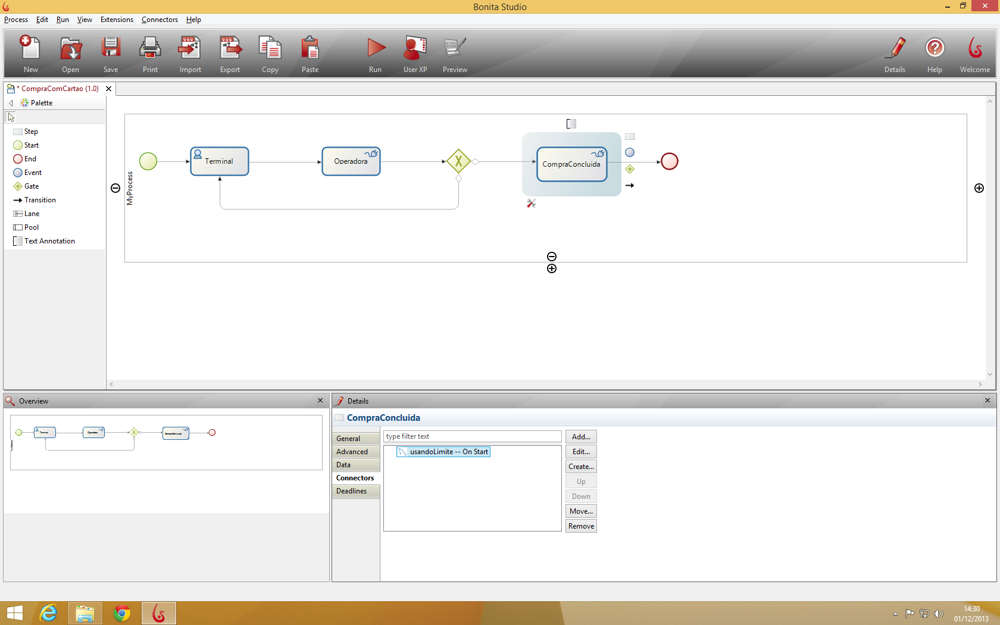 Bonita Studio
Process Edit Run View Extensions Connectors Help
New Open Save Print Import Export Copy Paste Run User XP Preview Details Help Welcome
* CompraComCartao (1.0)
Palette
Step
Start
End
Event
Gate
Transition
Lane
Pool
Text Annotation
MyProcess
Terminal
Operadora
CompraConcluida
Overview
Terminal
Operadora
CompraConcluida
Details
CompraConcluida
General
Advanced
Data
Connectors
Deadlines
type filter text
usandoLimite -- On Start
Add...
Edit...
Create...
Up
Down
Move...
Remove
14:30
01/12/2013